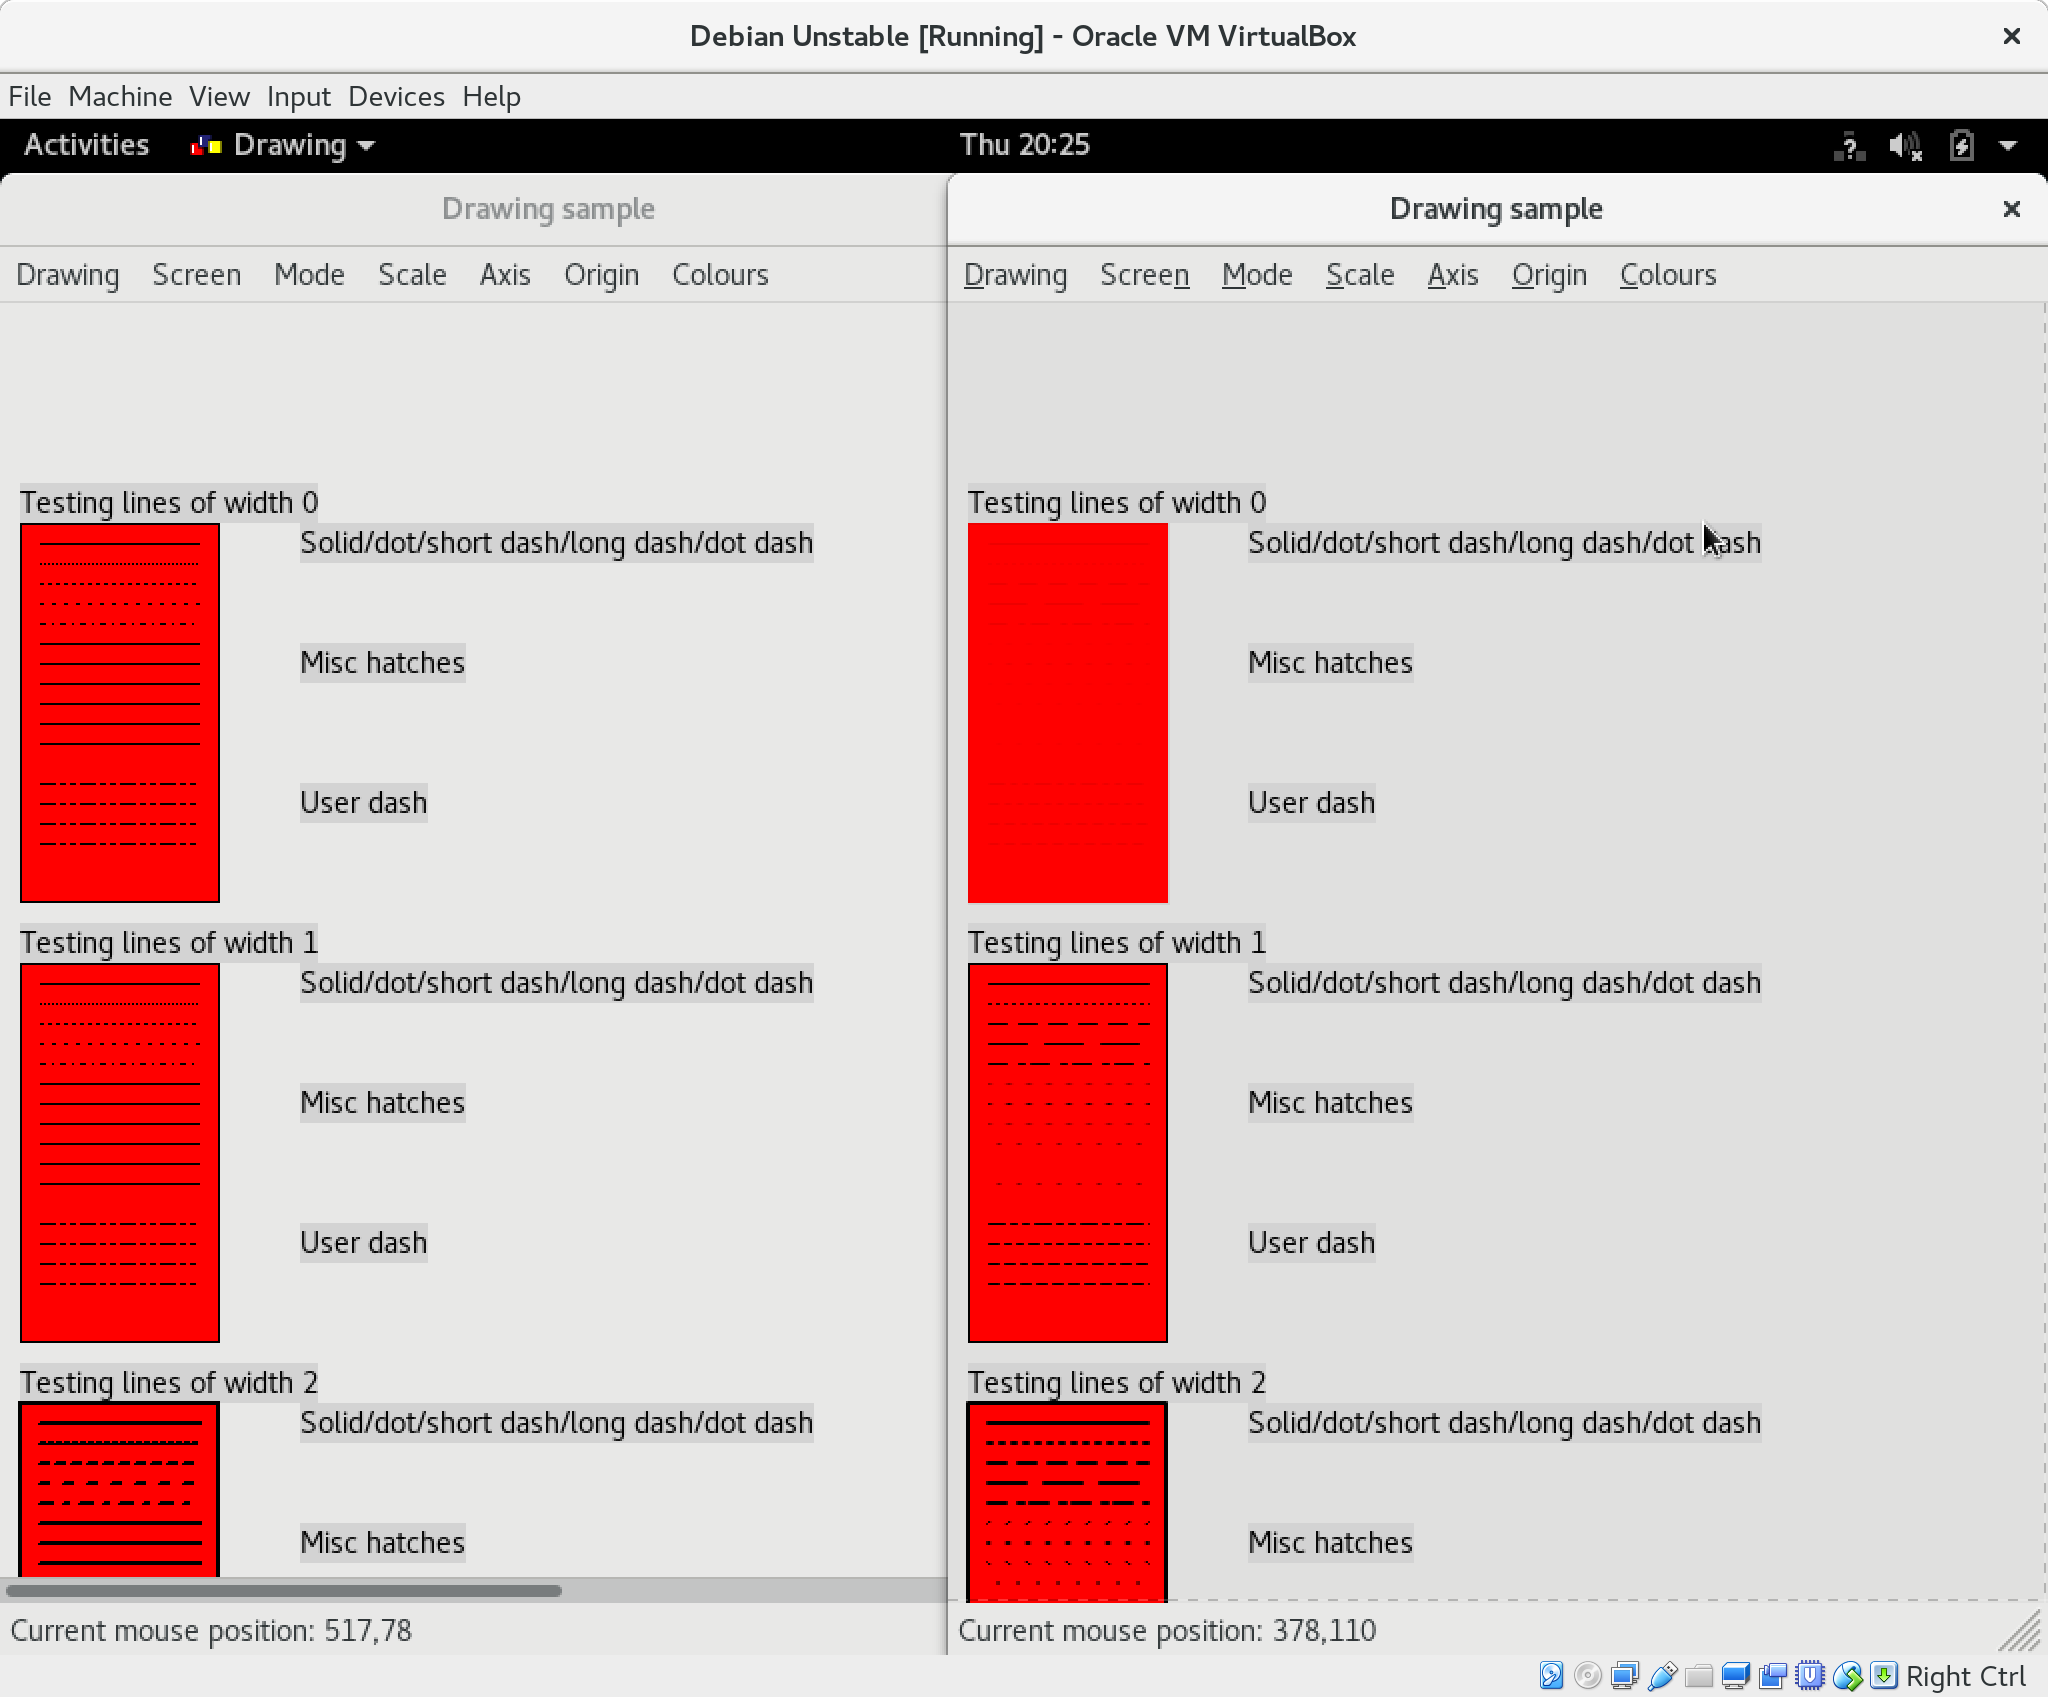 Debian Unstable [Running] - Oracle VM VirtualBox
File Machine View Input Devices Help
Activities Drawing Thu 20:25
Drawing sample
Drawing Screen Mode Scale Axis Origin Colours
Testing lines of width 0
Solid/dot/short dash/long dash/dot dash
Misc hatches
User dash
Testing lines of width 1
Solid/dot/short dash/long dash/dot dash
Misc hatches
User dash
Testing lines of width 2
Solid/dot/short dash/long dash/dot dash
Misc hatches
Current mouse position: 517,78
Drawing sample
Drawing Screen Mode Scale Axis Origin Colours
Testing lines of width 0
Solid/dot/short dash/long dash/dot dash
Misc hatches
User dash
Testing lines of width 1
Solid/dot/short dash/long dash/dot dash
Misc hatches
User dash
Testing lines of width 2
Solid/dot/short dash/long dash/dot dash
Misc hatches
Current mouse position: 378,110
Right Ctrl